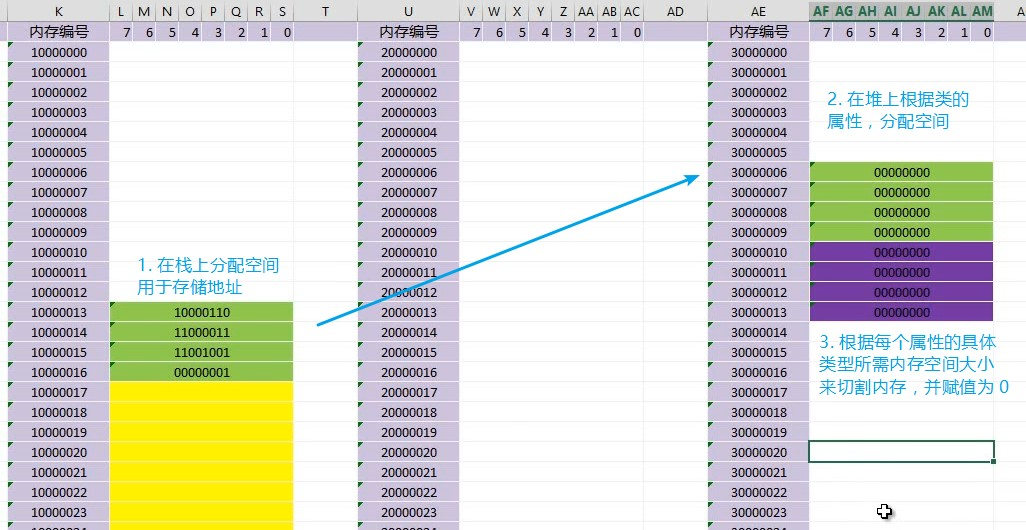 K L M N O P Q R S T U V W X Y Z AA AB AC AD AE AF AG AH AI AJ AK AL AM A
内存编号 7 6 5 4 3 2 1 0 内存编号 7 6 5 4 3 2 1 0 内存编号 7 6 5 4 3 2 1 0
10000000 20000000 30000000
10000001 20000001 30000001
10000002 20000002 30000002
10000003 20000003 30000003
10000004 20000004 30000004
10000005 20000005 30000005
2. 在堆上根据类的
属性，分配空间
10000006 20000006 30000006 00000000
10000007 20000007 30000007 00000000
10000008 20000008 30000008 00000000
10000009 20000009 30000009 00000000
10000010 20000010 30000010 00000000
10000011 20000011 30000011 00000000
10000012 20000012 30000012 00000000
1. 在栈上分配空间
用于存储地址
10000013 10000110 20000013 30000013 00000000
10000014 11000011 20000014 30000014
10000015 11001001 20000015 30000015
10000016 00000001 20000016 30000016
10000017 20000017 30000017
3. 根据每个属性的具体
类型所需内存空间大小
来切割内存，并赋值为 0
10000018 20000018 30000018
10000019 20000019 30000019
10000020 20000020 30000020
10000021 20000021 30000021
10000022 20000022 30000022
10000023 20000023 30000023